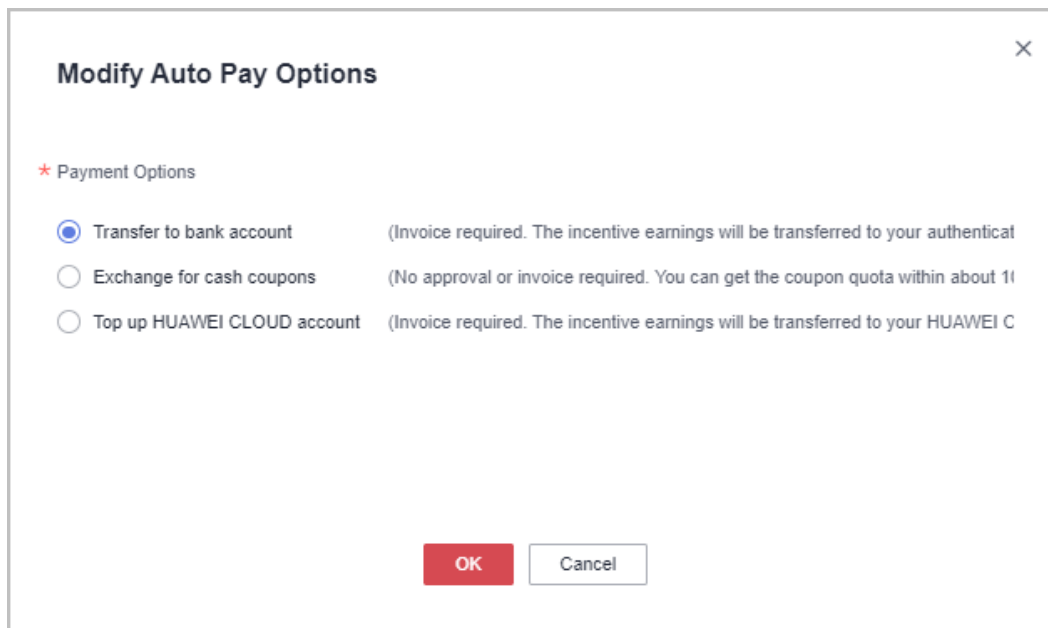 Modify Auto Pay Options
* Payment Options
Transfer to bank account (Invoice required. The incentive earnings will be transferred to your authenticat
Exchange for cash coupons (No approval or invoice required. You can get the coupon quota within about 10
Top up HUAWEI CLOUD account (Invoice required. The incentive earnings will be transferred to your HUAWEI C
OK Cancel